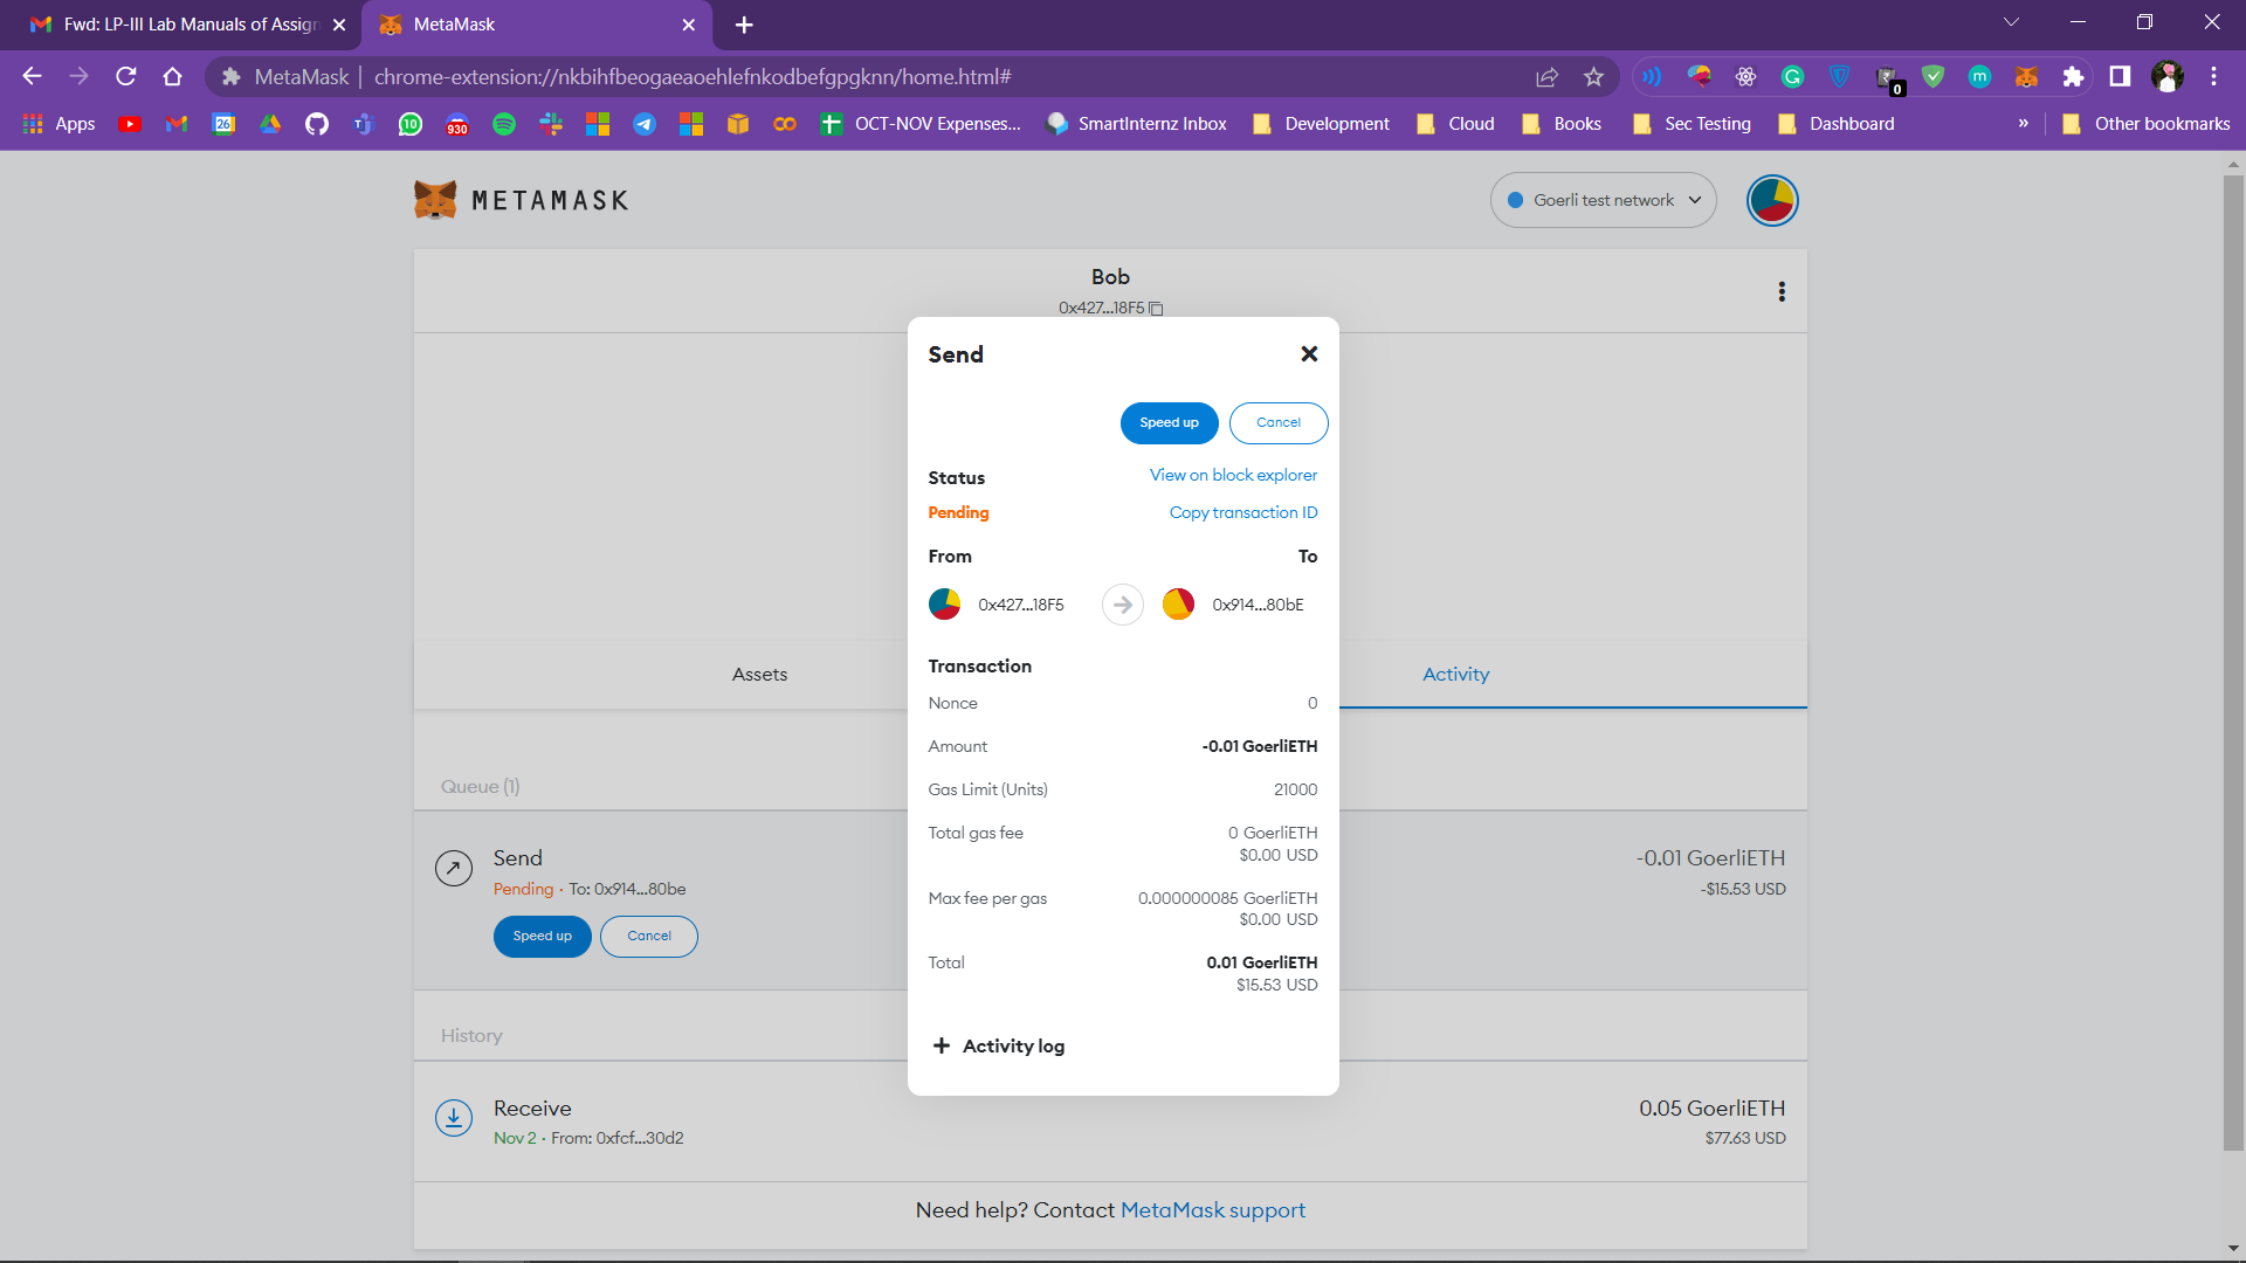 Fwd: LP-III Lab Manuals of Assign
MetaMask
MetaMask | chrome-extension://nkbihfbeogaeaoehlefnkodbefgpgknn/home.html#
0
Apps
26
10
930
OCT-NOV Expenses...
SmartInternz Inbox
Development
Cloud
Books
Sec Testing
Dashboard
»
Other bookmarks
METAMASK
Goerli test network
Bob
0x427...18F5
Send
Speed up
Cancel
Status
View on block explorer
Pending
Copy transaction ID
From
To
0x427...18F5
0x914...80bE
Transaction
Nonce
0
Amount
-0.01 GoerliETH
Gas Limit (Units)
21000
Total gas fee
0 GoerliETH
$0.00 USD
Max fee per gas
0.000000085 GoerliETH
$0.00 USD
Total
0.01 GoerliETH
$15.53 USD
+ Activity log
Assets
Activity
Queue (1)
Send
-0.01 GoerliETH
Pending · To: 0x914...80be
-$15.53 USD
Speed up
Cancel
History
Receive
0.05 GoerliETH
Nov 2 · From: 0xfcf...30d2
$77.63 USD
Need help? Contact MetaMask support